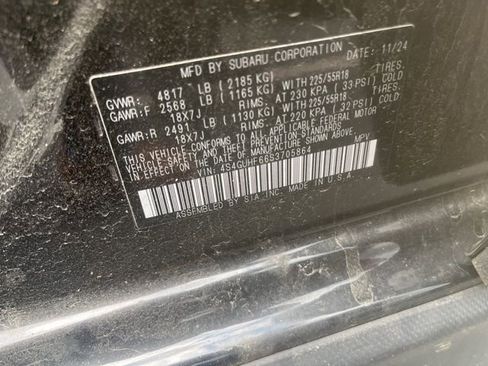 MFD BY SUBARU CORPORATION DATE: 11/24
GVWR: 4817 LB (2185 KG)
GAWR:F 2568 LB (1165 KG) WITH 225/55R18 TIRES.
18X7J RIMS. AT 230 KPA (33 PSI) COLD
GAWR:R 2491 LB (1130 KG) WITH 225/55R18 TIRES.
18X7J RIMS. AT 220 KPA (32 PSI) COLD
THIS VEHICLE CONFORMS TO ALL APPLICABLE FEDERAL MOTOR
VEHICLE SAFETY AND THEFT PREVENTION STANDARDS IN
EFFECT ON THE DATE OF MANUFACTURE SHOWN ABOVE.
VIN: 4S4GUHF66S3705864 MPV
ASSEMBLED BY SIA INC. MADE IN U.S.A.